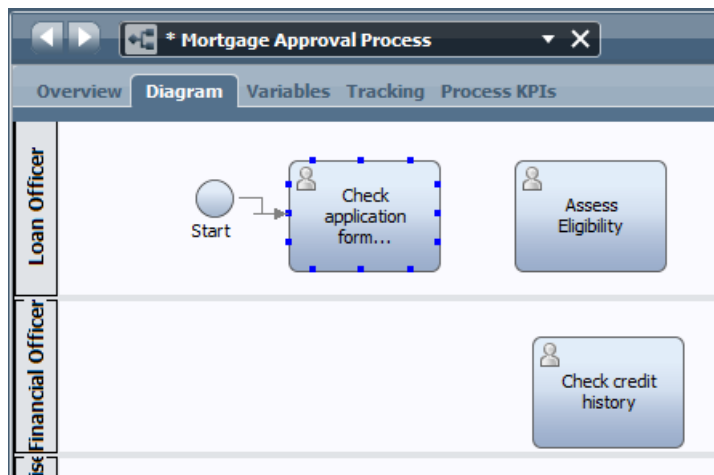 * Mortgage Approval Process
Overview Diagram Variables Tracking Process KPIs
Loan Officer
Start
Check
application
form...
Assess
Eligibility
Financial Officer
Check credit
history